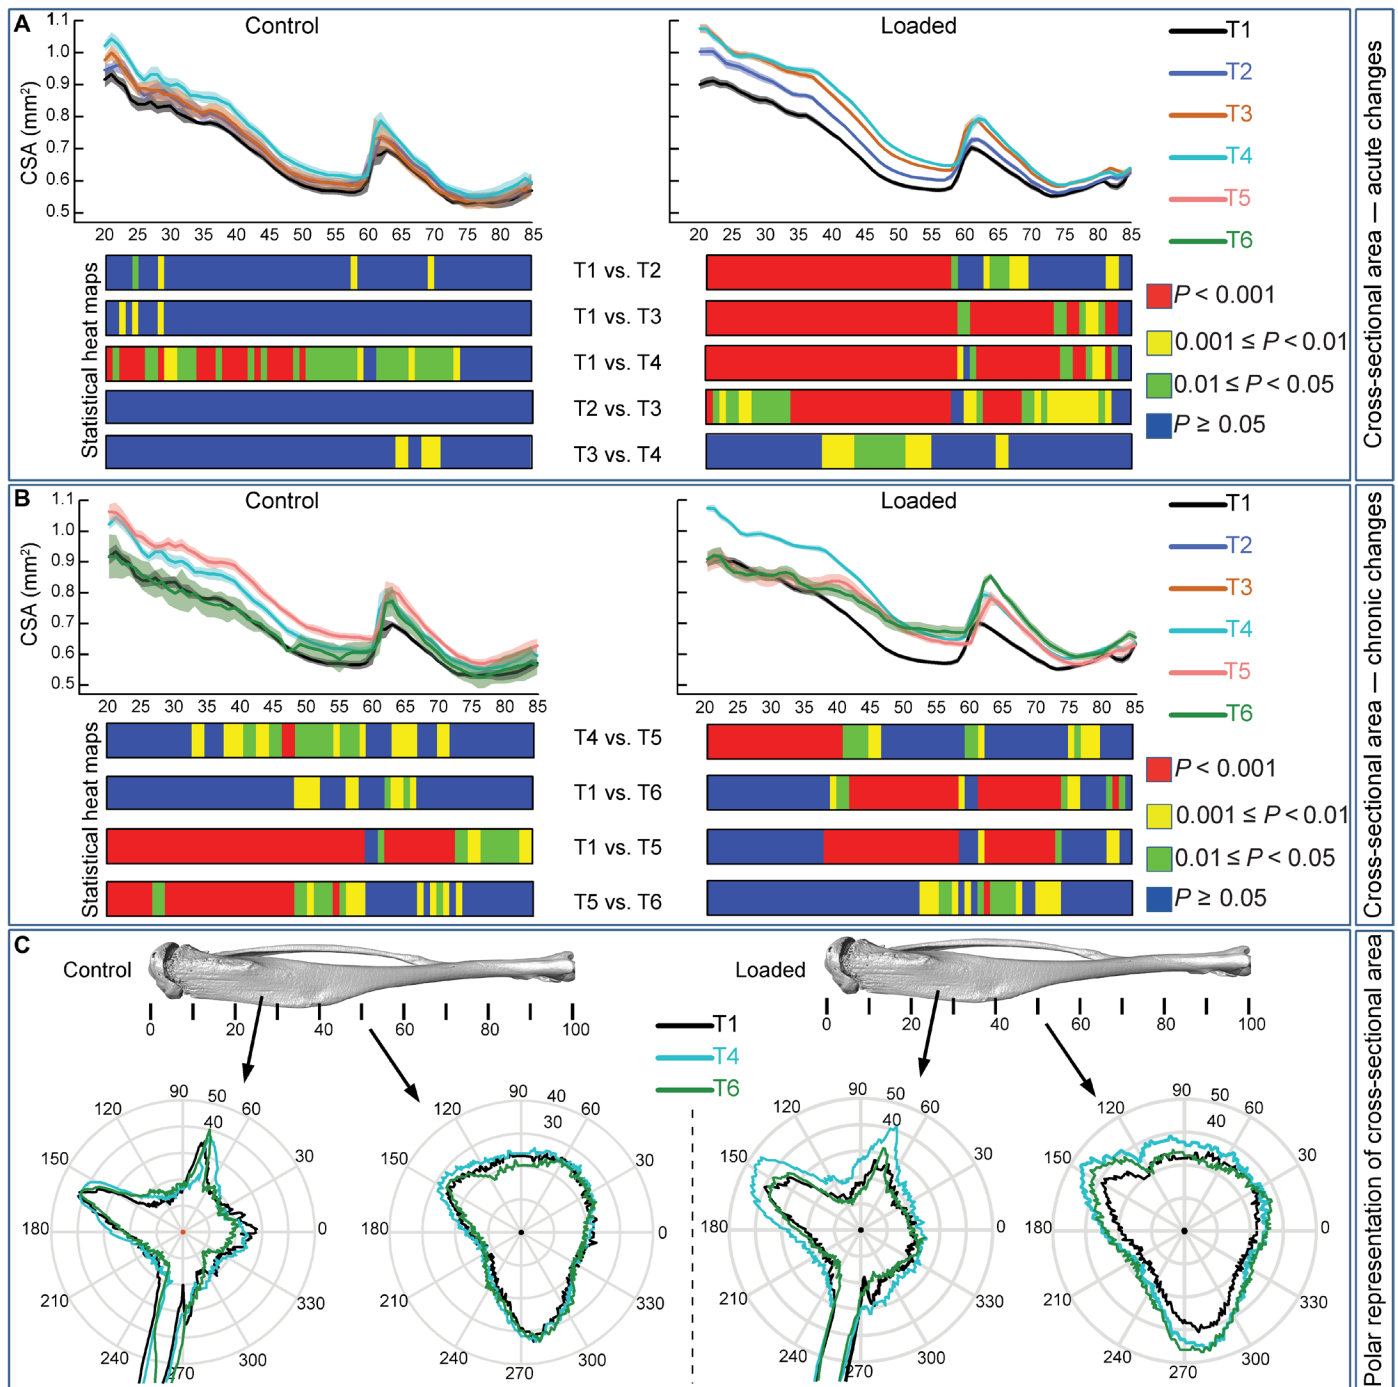 A
Control
Loaded
1.1
1.0
0.9
0.8
0.7
0.6
0.5
CSA (mm²)
20 25 30 35 40 45 50 55 60 65 70 75 80 85
20 25 30 35 40 45 50 55 60 65 70 75 80 85
T1
T2
T3
T4
T5
T6
Statistical heat maps
T1 vs. T2
T1 vs. T3
T1 vs. T4
T2 vs. T3
T3 vs. T4
P < 0.001
0.001 ≤ P < 0.01
0.01 ≤ P < 0.05
P ≥ 0.05
Cross-sectional area — acute changes
B
Control
Loaded
1.1
1.0
0.9
0.8
0.7
0.6
0.5
CSA (mm²)
20 25 30 35 40 45 50 55 60 65 70 75 80 85
20 25 30 35 40 45 50 55 60 65 70 75 80 85
T1
T2
T3
T4
T5
T6
Statistical heat maps
T4 vs. T5
T1 vs. T6
T1 vs. T5
T5 vs. T6
P < 0.001
0.001 ≤ P < 0.01
0.01 ≤ P < 0.05
P ≥ 0.05
Cross-sectional area — chronic changes
C
Control
0 20 40 60 80 100
Loaded
0 20 40 60 80 100
T1
T4
T6
90 50 60 40 30 0 330 300 270 240 210 180 150 120
90 40 60 30 30 0 330 300 270 240 210 180 150 120
90 50 60 40 30 0 330 300 270 240 210 180 150 120
90 50 60 40 30 0 330 300 270 240 210 180 150 120
Polar representation of cross-sectional area